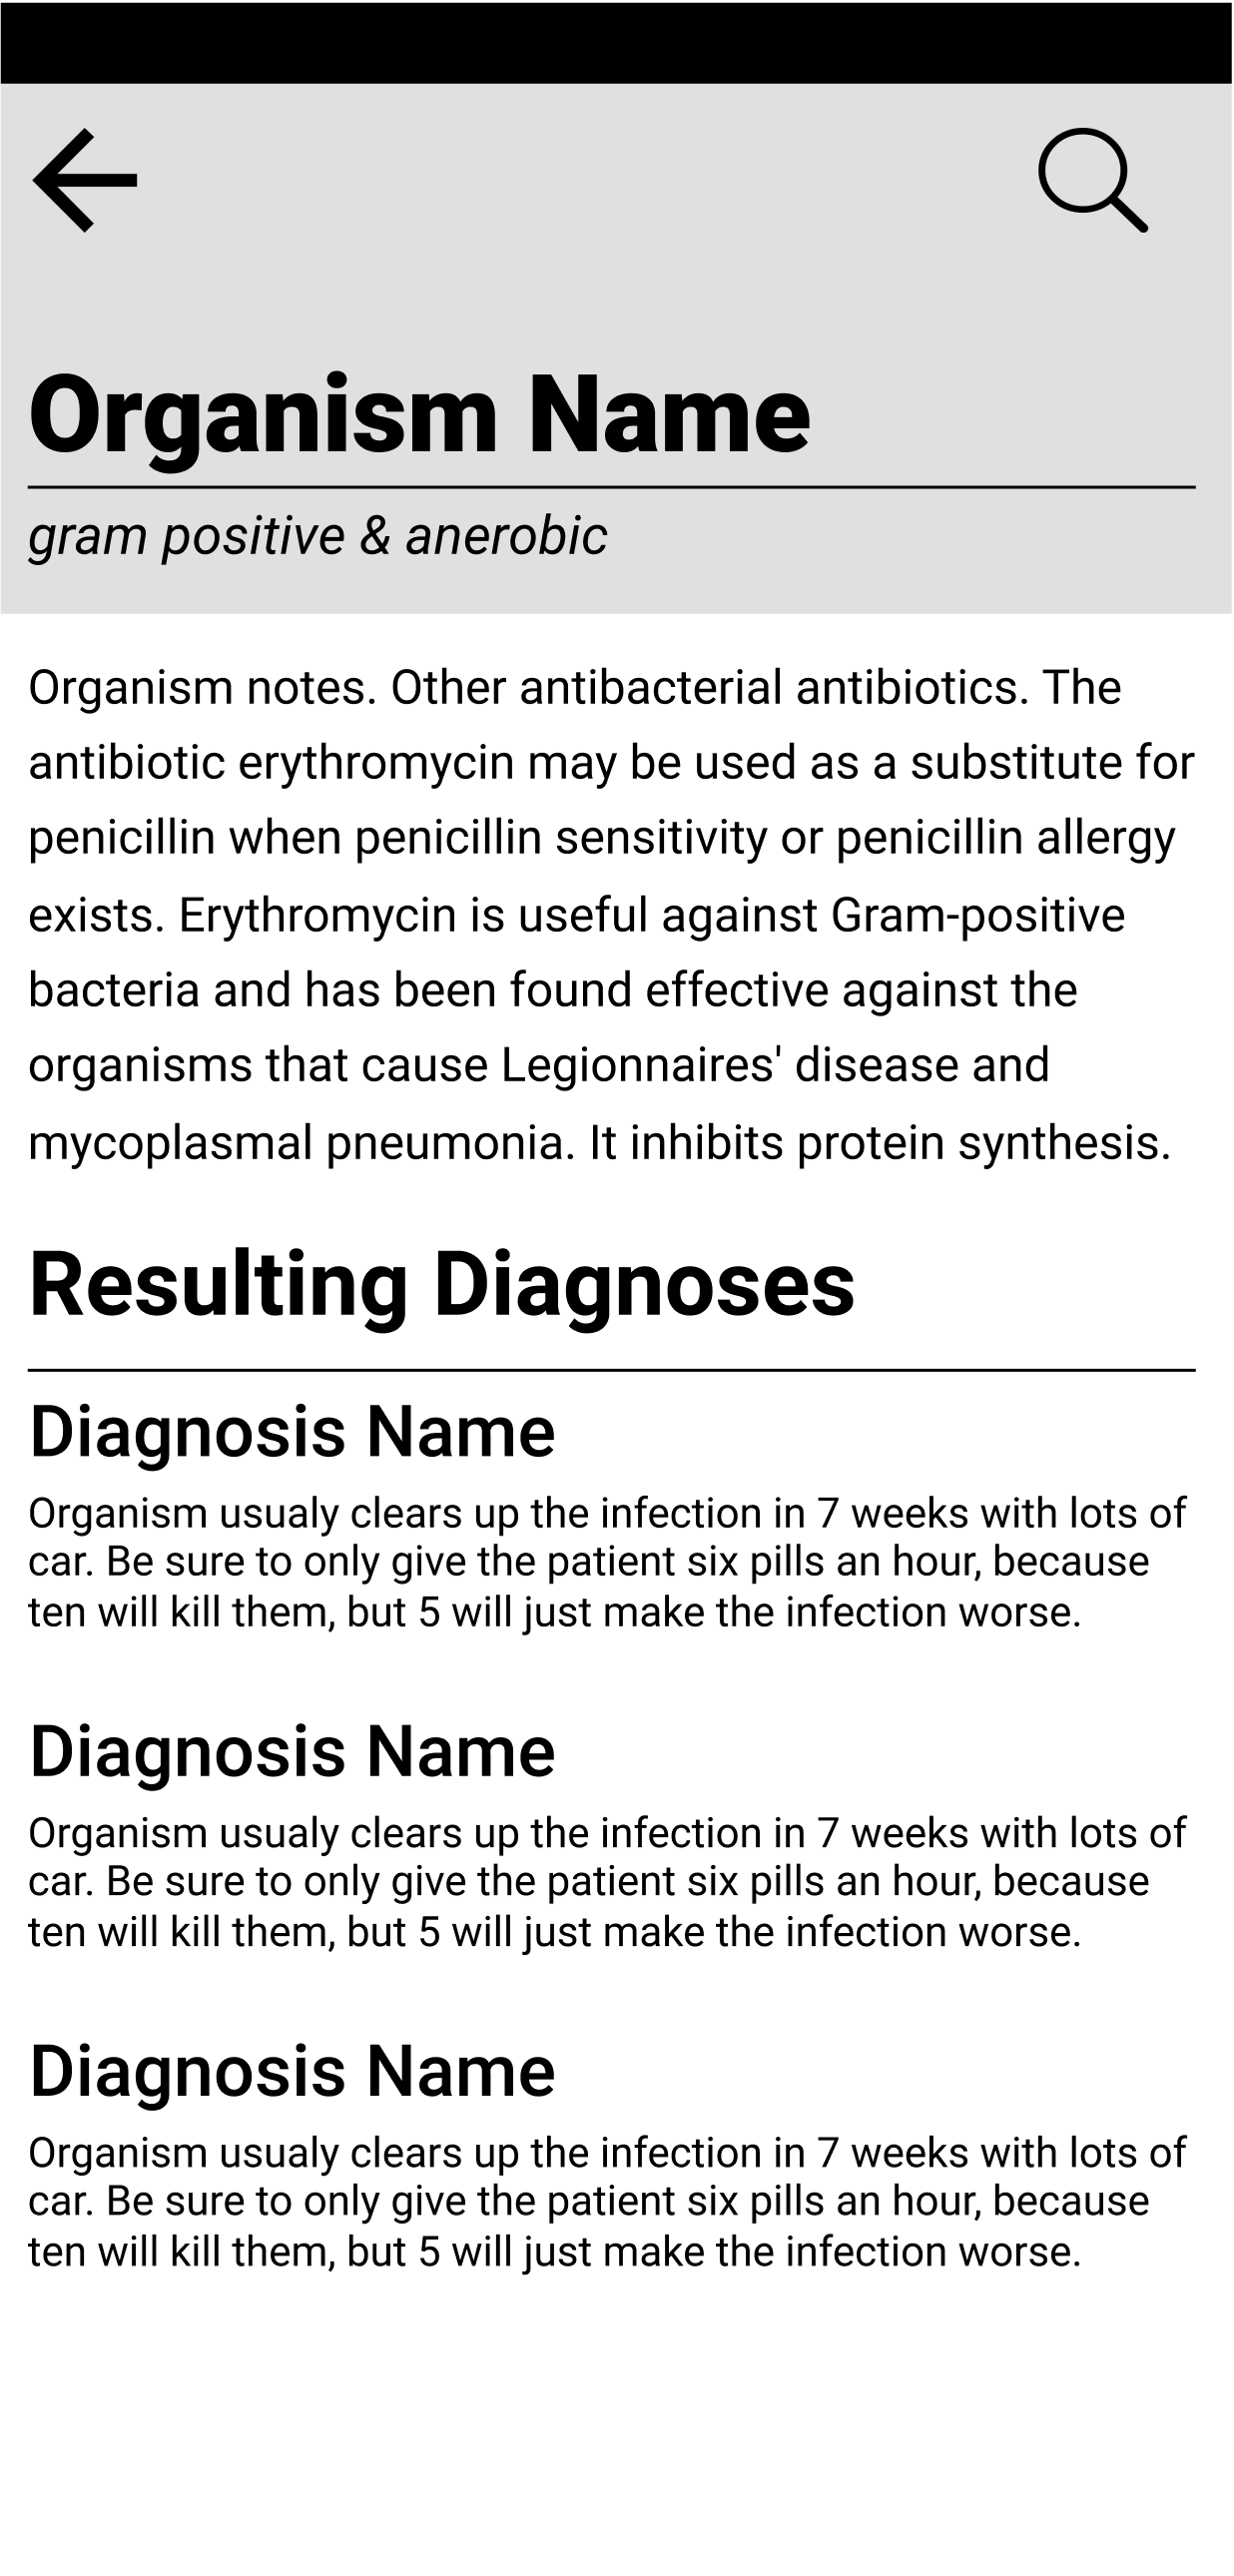 Organism Name
gram positive & anerobic
Organism notes. Other antibacterial antibiotics. The
antibiotic erythromycin may be used as a substitute for
penicillin when penicillin sensitivity or penicillin allergy
exists. Erythromycin is useful against Gram-positive
bacteria and has been found effective against the
organisms that cause Legionnaires' disease and
mycoplasmal pneumonia. It inhibits protein synthesis.
Resulting Diagnoses
Diagnosis Name
Organism usualy clears up the infection in 7 weeks with lots of
car. Be sure to only give the patient six pills an hour, because
ten will kill them, but 5 will just make the infection worse.
Diagnosis Name
Organism usualy clears up the infection in 7 weeks with lots of
car. Be sure to only give the patient six pills an hour, because
ten will kill them, but 5 will just make the infection worse.
Diagnosis Name
Organism usualy clears up the infection in 7 weeks with lots of
car. Be sure to only give the patient six pills an hour, because
ten will kill them, but 5 will just make the infection worse.